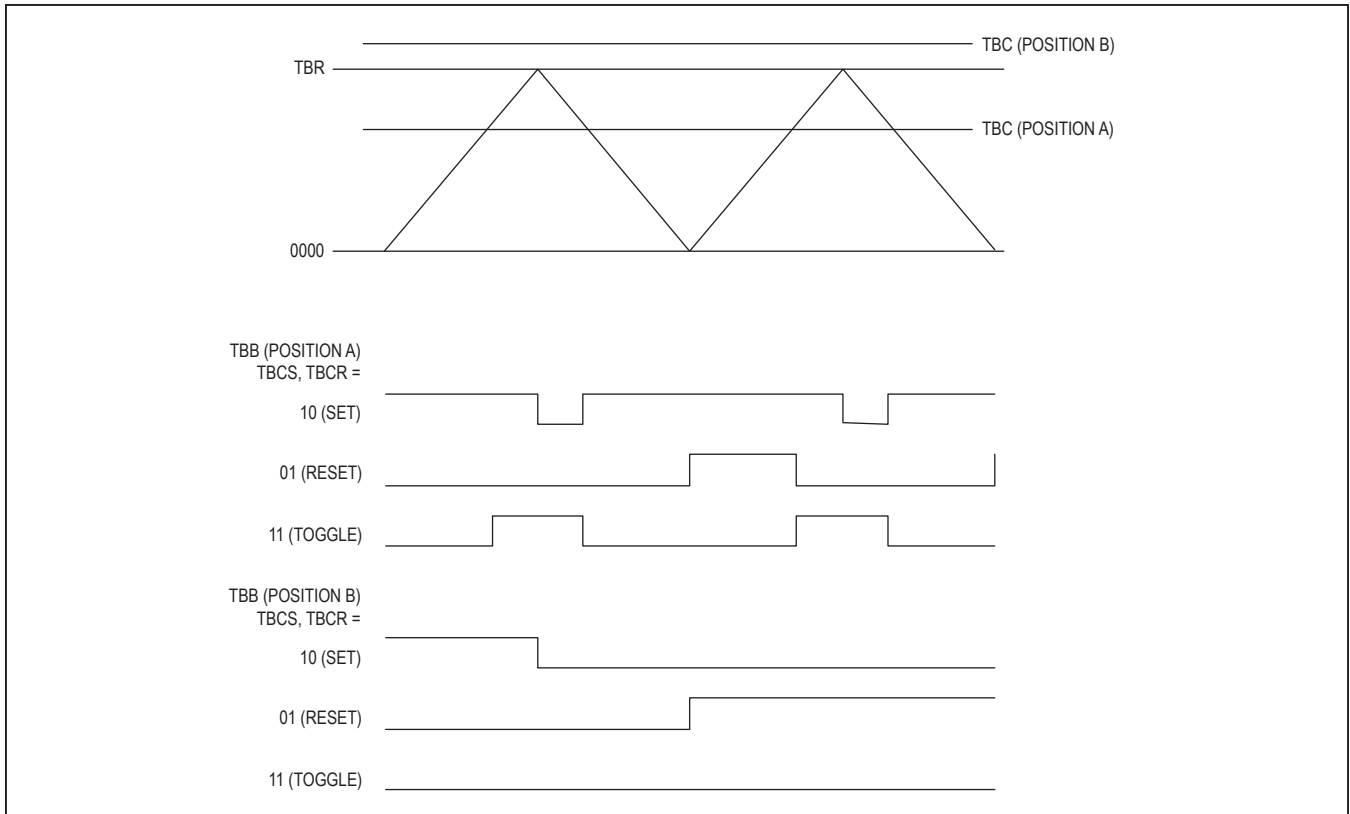 TBC (POSITION B)
TBR
TBC (POSITION A)
0000
TBB (POSITION A)
TBCS, TBCR =
10 (SET)
01 (RESET)
11 (TOGGLE)
TBB (POSITION B)
TBCS, TBCR =
10 (SET)
01 (RESET)
11 (TOGGLE)